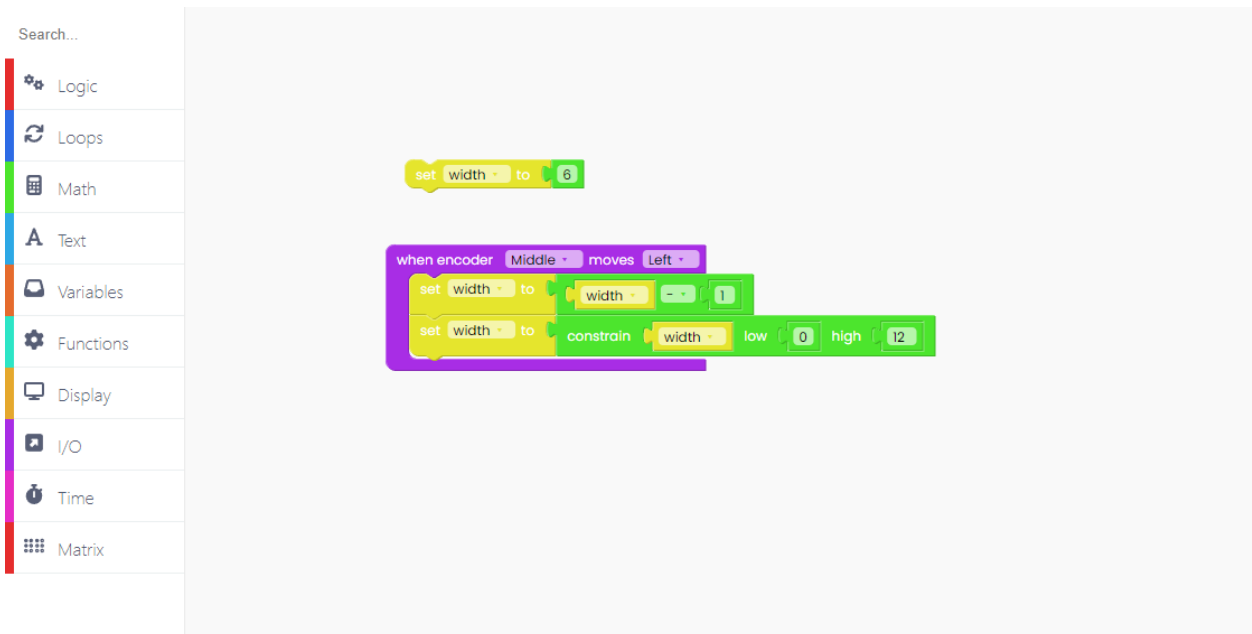 Search...
Logic
Loops
Math
Text
Variables
Functions
Display
I/O
Time
Matrix
set width to 6
when encoder Middle moves Left
set width to width - 1
set width to constrain width low 0 high 12